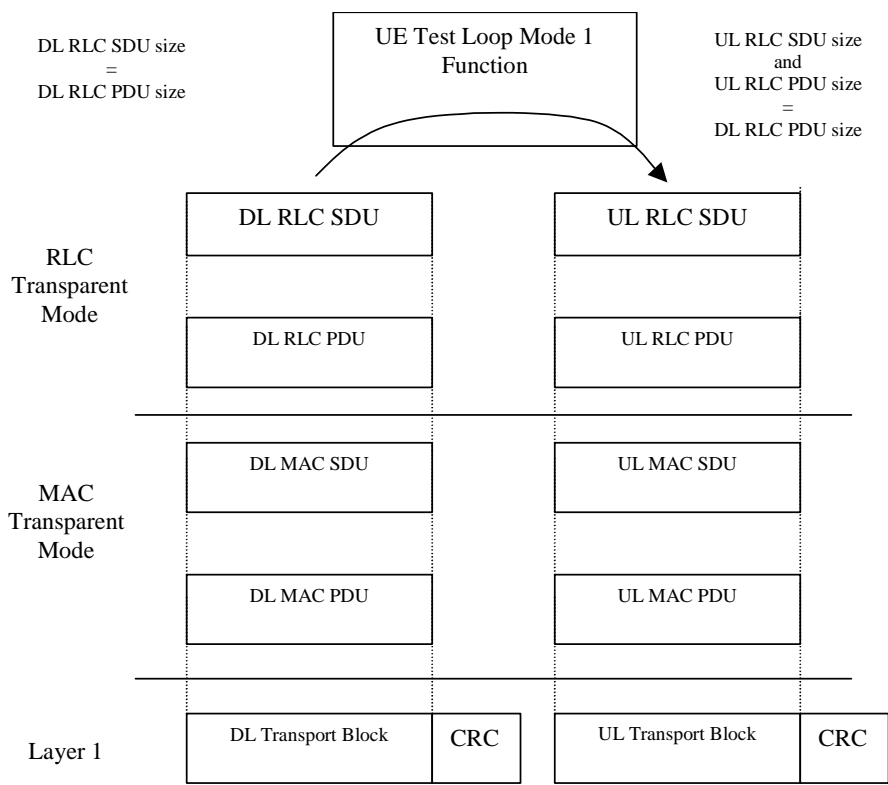 DL RLC SDU size
=
DL RLC PDU size
UE Test Loop Mode 1
Function
UL RLC SDU size
and
UL RLC PDU size
=
DL RLC PDU size
RLC
Transparent
Mode
DL RLC SDU
UL RLC SDU
DL RLC PDU
UL RLC PDU
MAC
Transparent
Mode
DL MAC SDU
UL MAC SDU
DL MAC PDU
UL MAC PDU
Layer 1
DL Transport Block
CRC
UL Transport Block
CRC